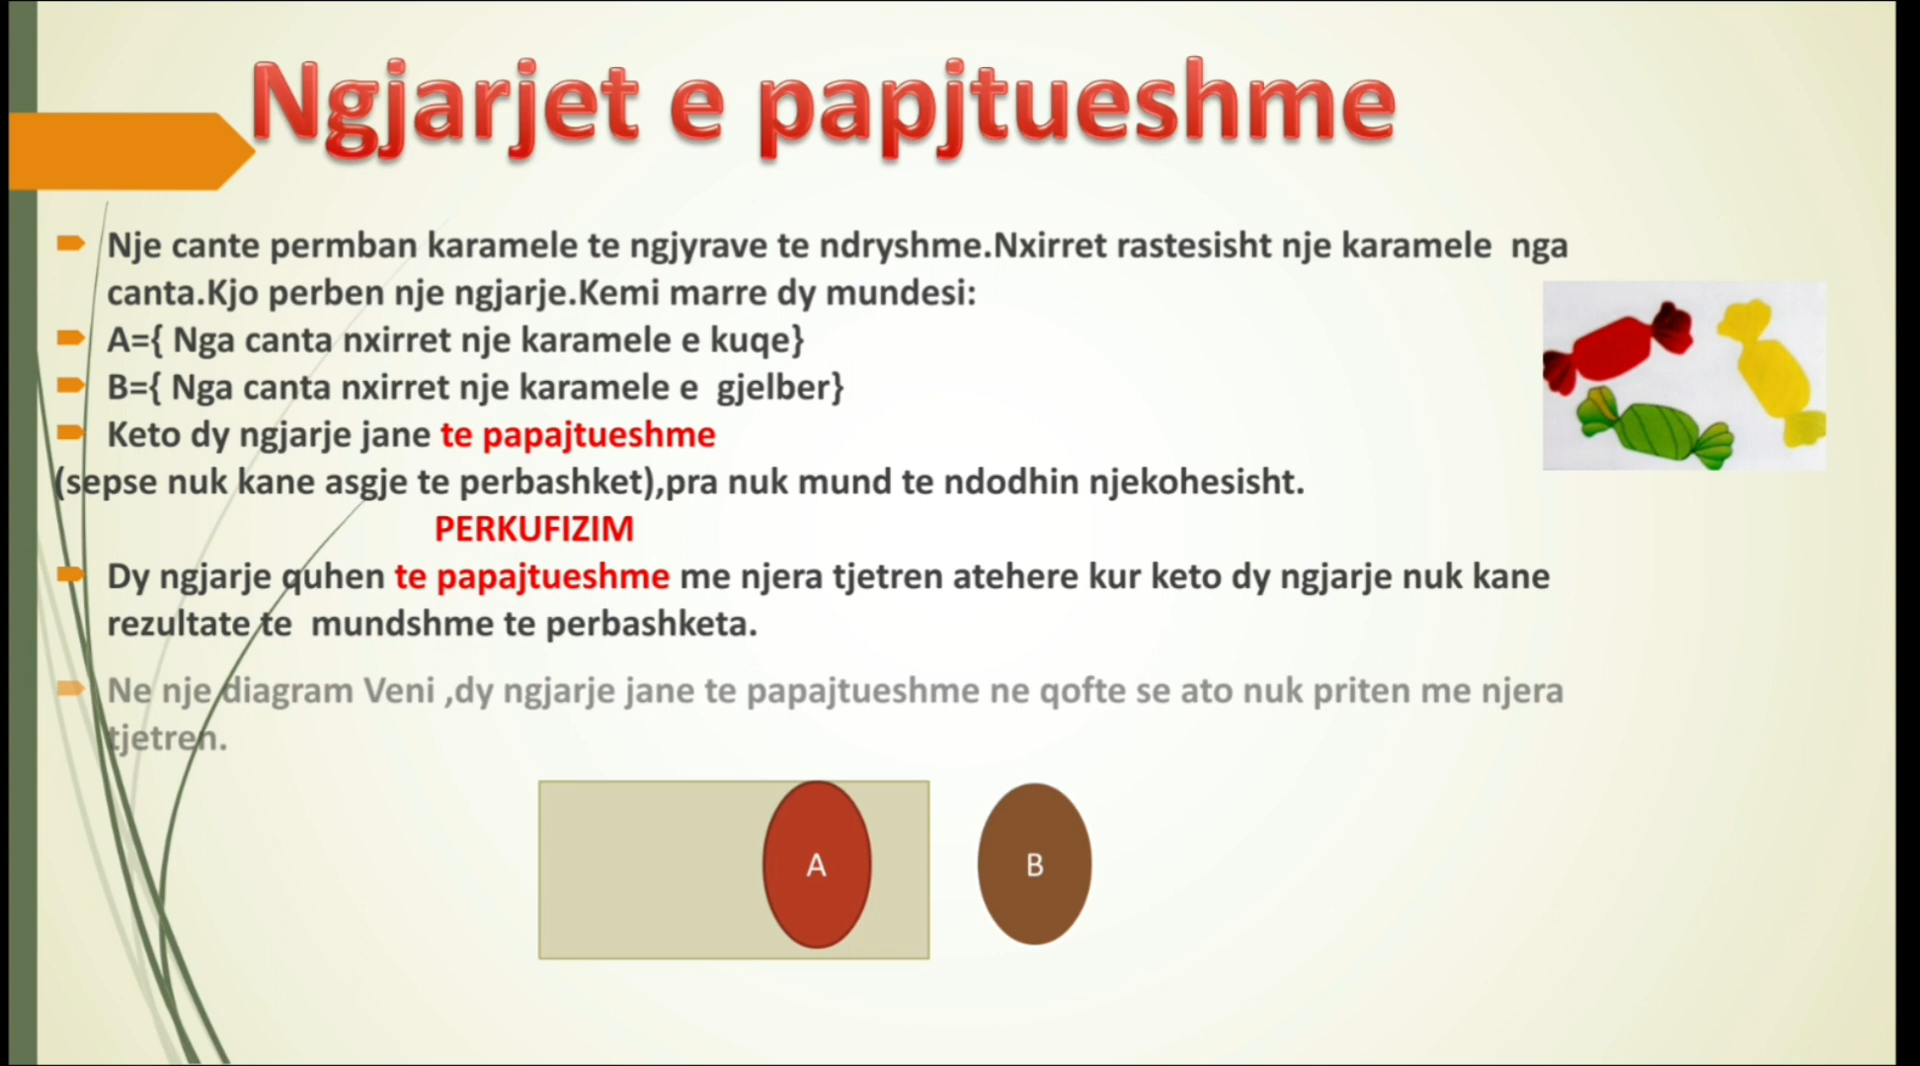 Ngjarjet e papjtueshme
Nje cante permban karamele te ngjyrave te ndryshme.Nxirret rastesisht nje karamele nga
canta.Kjo perben nje ngjarje.Kemi marre dy mundesi:
A={ Nga canta nxirret nje karamele e kuqe}
B={ Nga canta nxirret nje karamele e gjelber}
Keto dy ngjarje jane te papajtueshme
(sepse nuk kane asgje te perbashket),pra nuk mund te ndodhin njekohesisht.
PERKUFIZIM
Dy ngjarje quhen te papajtueshme me njera tjetren atehere kur keto dy ngjarje nuk kane
rezultate te mundshme te perbashketa.
Ne nje diagram Veni ,dy ngjarje jane te papajtueshme ne qofte se ato nuk priten me njera
tjetren.
A
B